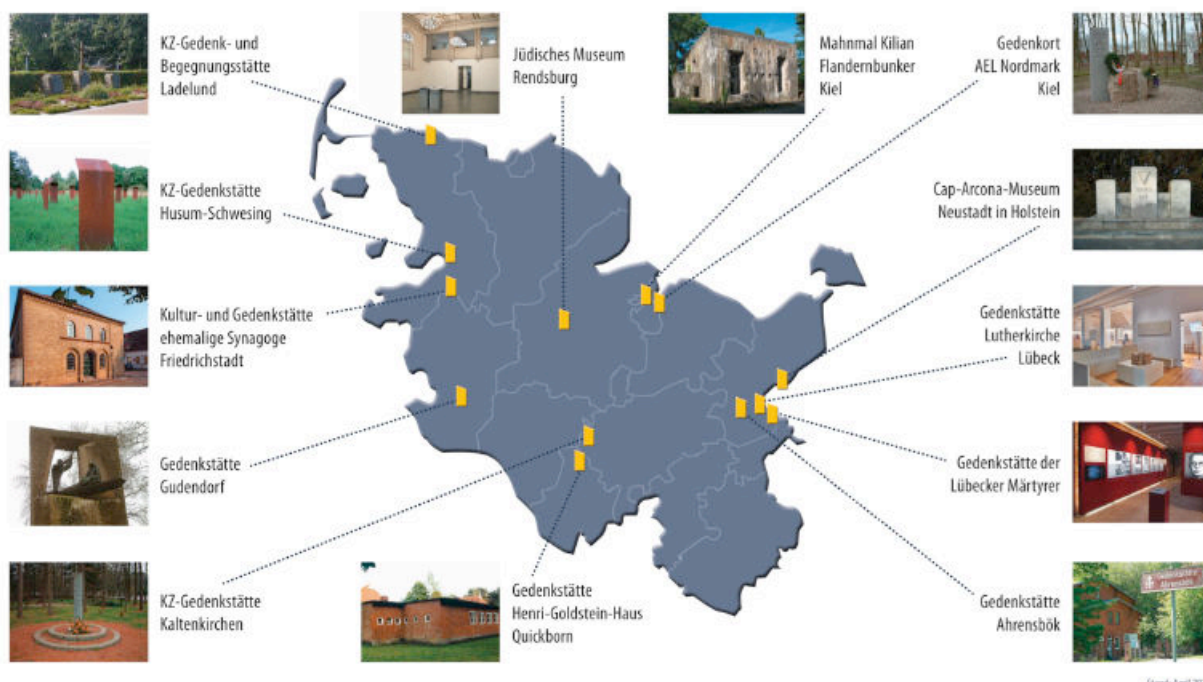 KZ-Gedenk- und
Begegnungsstätte
Ladelund
Jüdisches Museum
Rendsburg
Mahnmal Kilian
Flandernbunker
Kiel
Gedenkort
AEL Nordmark
Kiel
KZ-Gedenkstätte
Husum-Schwesing
Cap-Arcona-Museum
Neustadt in Holstein
Kultur- und Gedenkstätte
ehemalige Synagoge
Friedrichstadt
Gedenkstätte
Lutherkirche
Lübeck
Gedenkstätte
Gudendorf
Gedenkstätte der
Lübecker Märtyrer
KZ-Gedenkstätte
Kaltenkirchen
Gedenkstätte
Henri-Goldstein-Haus
Quickborn
Gedenkstätte
Ahrensbök
Gedenkstätte
Ahrensbök